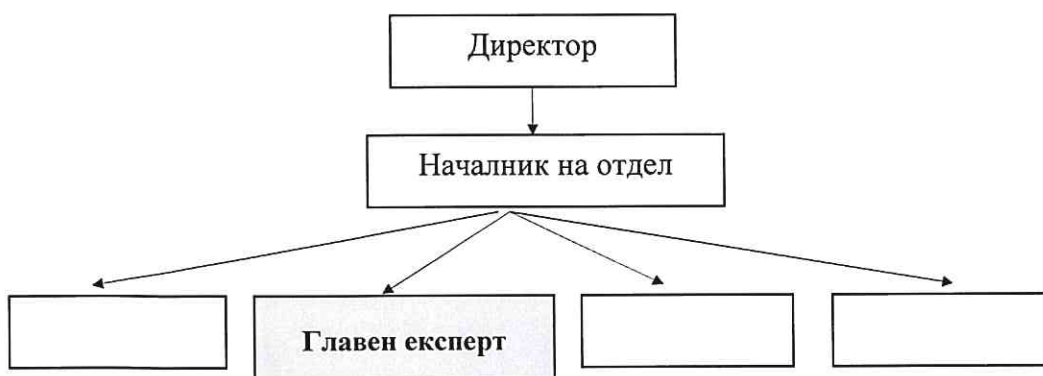 Директор
Началник на отдел
Главен експерт